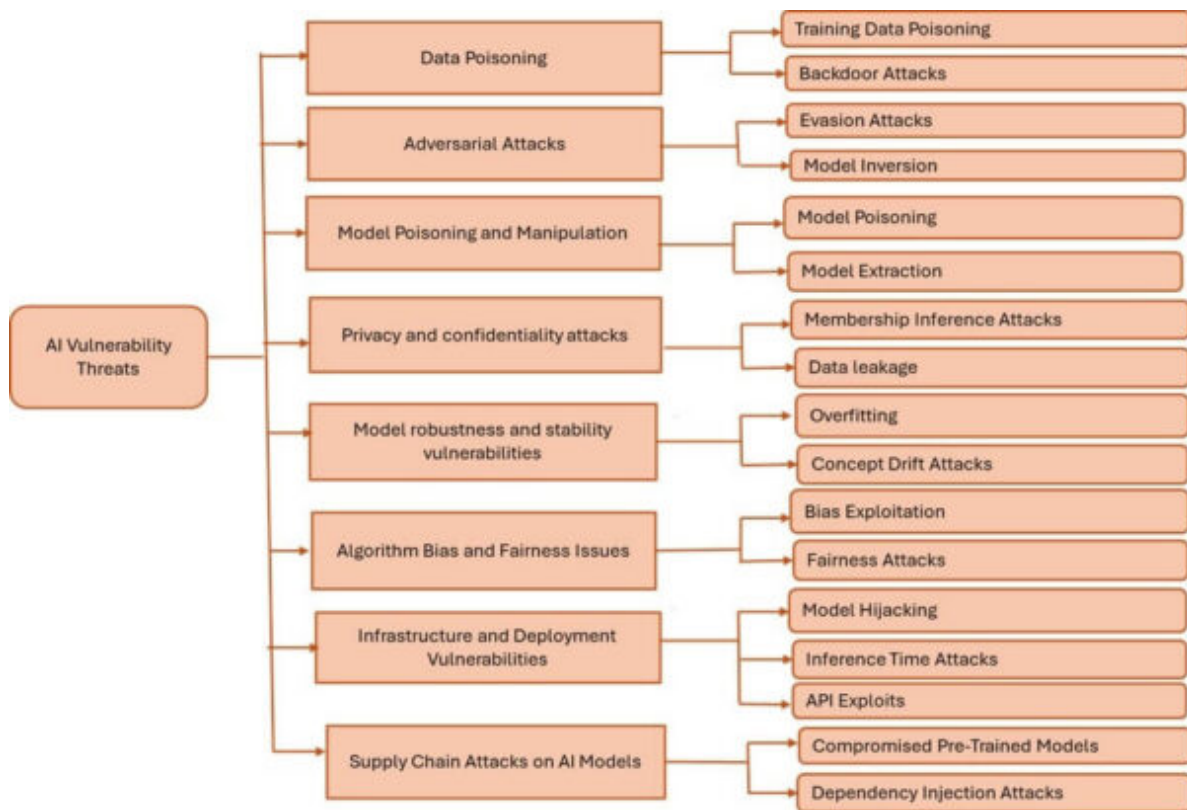 AI Vulnerability
Threats
Data Poisoning
Training Data Poisoning
Backdoor Attacks
Adversarial Attacks
Evasion Attacks
Model Inversion
Model Poisoning and Manipulation
Model Poisoning
Model Extraction
Privacy and confidentiality attacks
Membership Inference Attacks
Data leakage
Model robustness and stability
vulnerabilities
Overfitting
Concept Drift Attacks
Algorithm Bias and Fairness Issues
Bias Exploitation
Fairness Attacks
Infrastructure and Deployment
Vulnerabilities
Model Hijacking
Inference Time Attacks
API Exploits
Supply Chain Attacks on AI Models
Compromised Pre-Trained Models
Dependency Injection Attacks